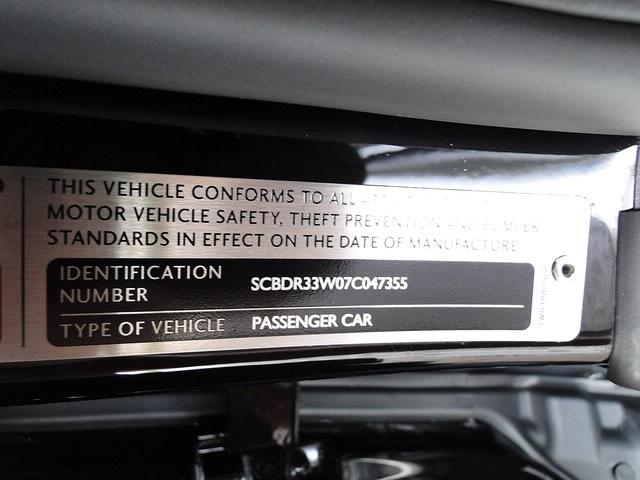 THIS VEHICLE CONFORMS TO ALL
MOTOR VEHICLE SAFETY, THEFT PREVENTION AND BUMPER
STANDARDS IN EFFECT ON THE DATE OF MANUFACTURE
IDENTIFICATION
NUMBER
SCBDR33W07C047355
TYPE OF VEHICLE PASSENGER CAR